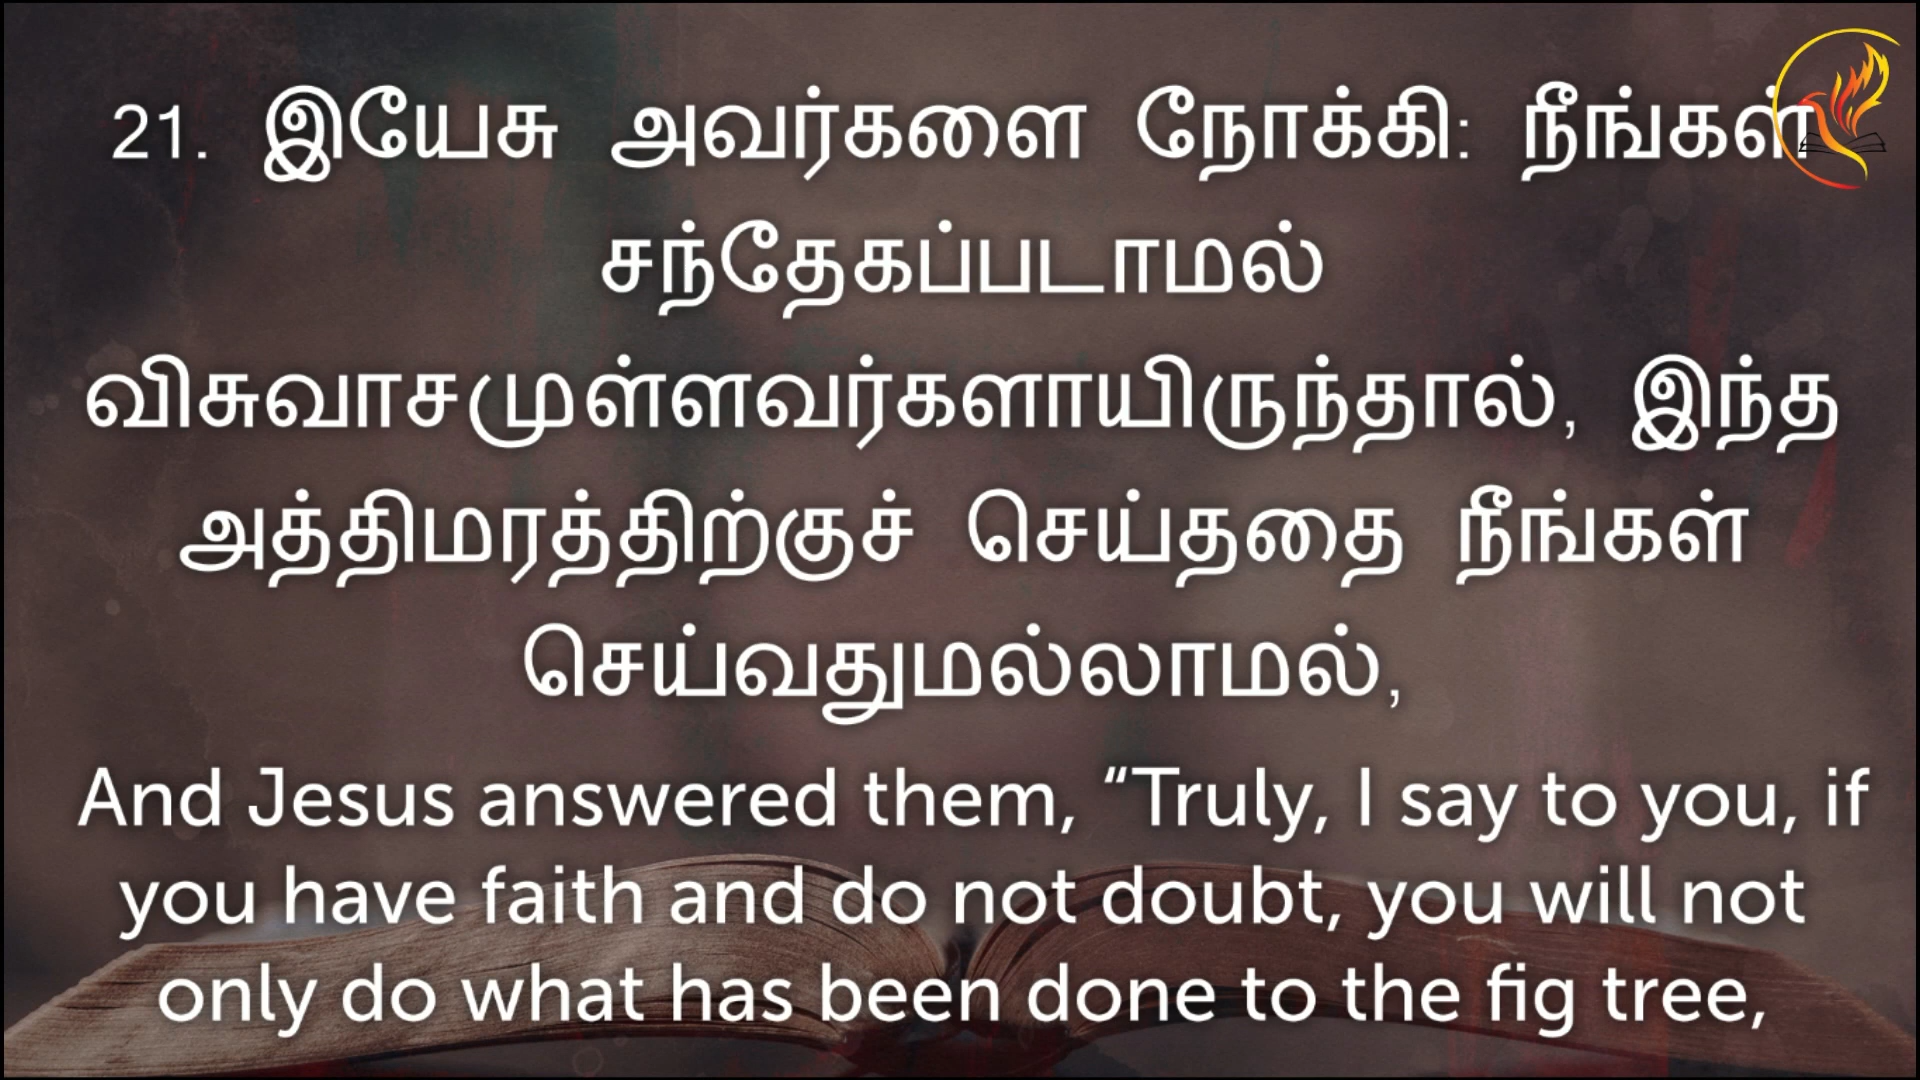 21. இயேசு அவர்களை நோக்கி: நீங்கள்
சந்தேகப்படாமல்
விசுவாசமுள்ளவர்களாயிருந்தால், இந்த
அத்திமரத்திற்குச் செய்ததை நீங்கள்
செய்வதுமல்லாமல்,
And Jesus answered them, “Truly, I say to you, if
you have faith and do not doubt, you will not
only do what has been done to the fig tree,